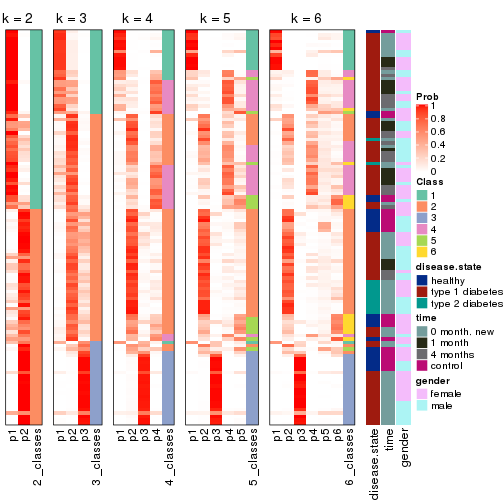 k = 2
k = 3
k = 4
k = 5
k = 6
p1
p2
2_classes
p1
p2
p3
3_classes
p1
p2
p3
p4
4_classes
p1
p2
p3
p4
p5
5_classes
p1
p2
p3
p4
p5
p6
6_classes
disease.state
time
gender
Prob
1
0.8
0.6
0.4
0.2
0
Class
1
2
3
4
5
6
disease.state
healthy
type 1 diabetes
type 2 diabetes
time
0 month. new
1 month
4 months
control
gender
female
male